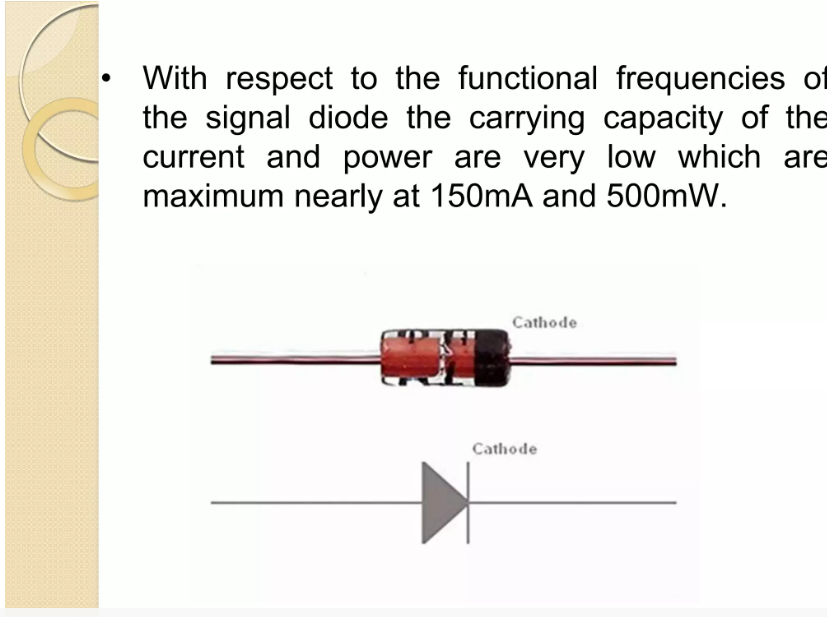 • With respect to the functional frequencies of
the signal diode the carrying capacity of the
current and power are very low which are
maximum nearly at 150mA and 500mW.
Cathode
Cathode